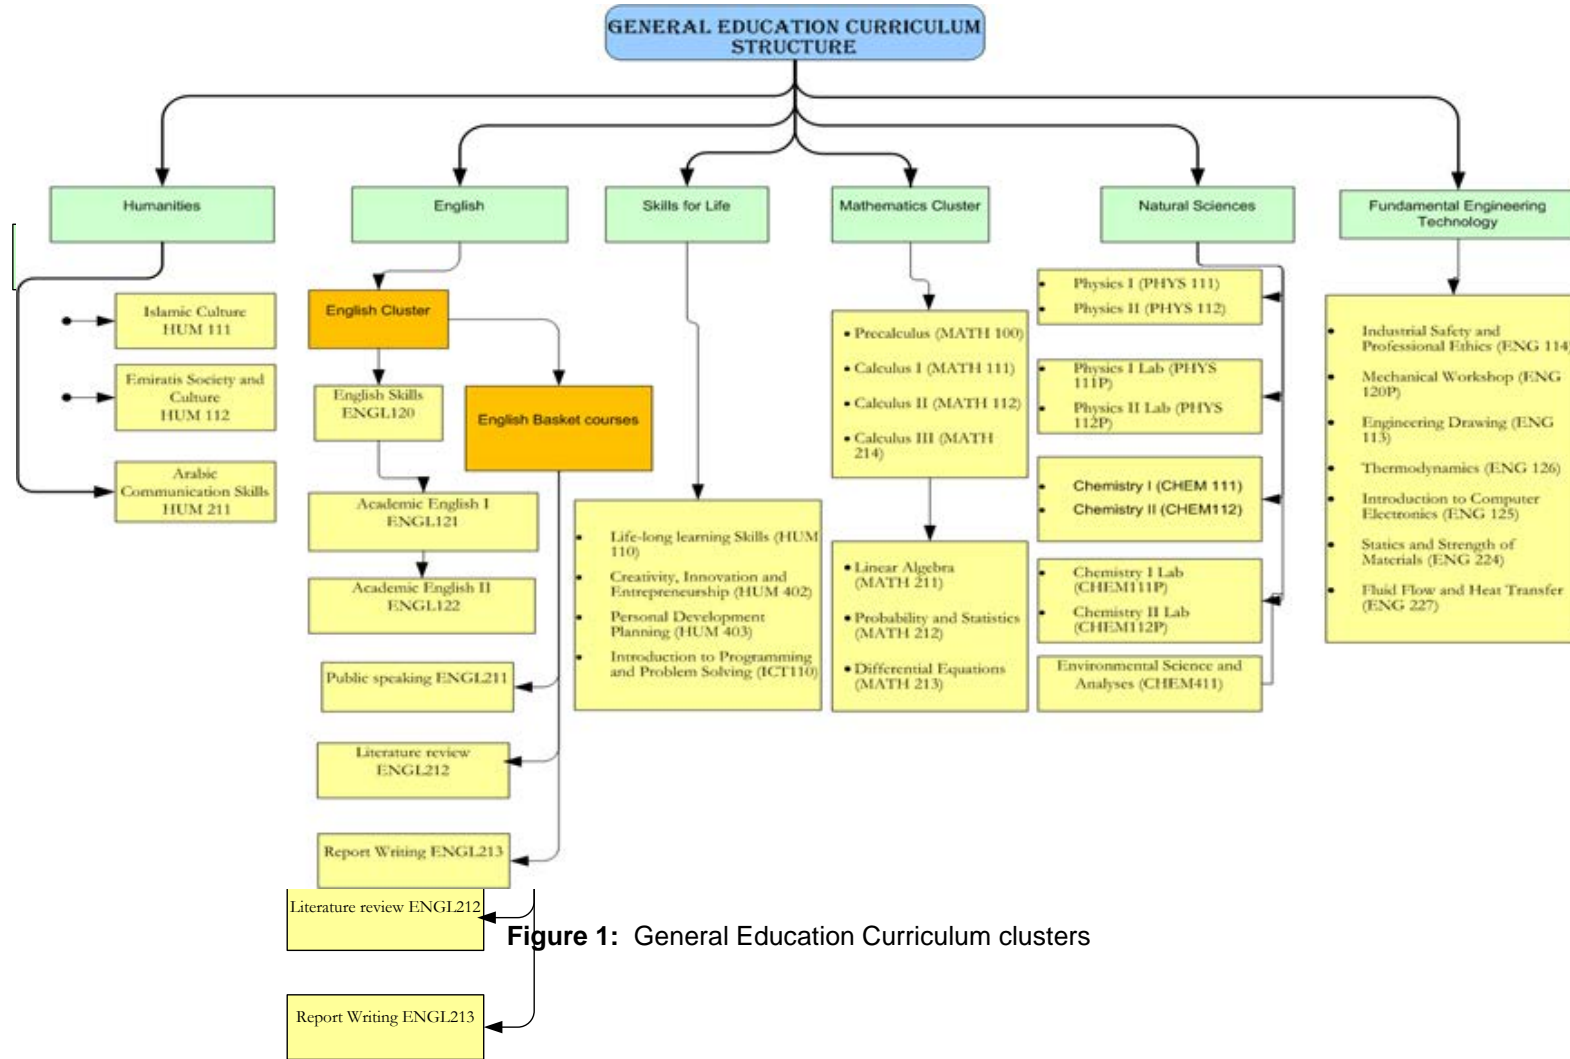 GENERAL EDUCATION CURRICULUM
STRUCTURE
Humanities
English
Skills for Life
Mathematics Cluster
Natural Sciences
Fundamental Engineering
Technology
Islamic Culture
HUM 111
Emiratis Society and
Culture
HUM 112
Arabic
Communication Skills
HUM 211
English Cluster
English Skills
ENGL120
English Basket courses
Academic English I
ENGL121
Academic English II
ENGL122
Public speaking ENGL211
Literature review
ENGL212
Report Writing ENGL213
Literature review ENGL212
Report Writing ENGL213
• Life-long learning Skills (HUM
110)
• Creativity, Innovation and
Entrepreneurship (HUM 402)
• Personal Development
Planning (HUM 403)
• Introduction to Programming
and Problem Solving (ICT110)
• Precalculus (MATH 100)
• Calculus I (MATH 111)
• Calculus II (MATH 112)
• Calculus III (MATH
214)
• Linear Algebra
(MATH 211)
• Probability and Statistics
(MATH 212)
• Differential Equations
(MATH 213)
• Physics I (PHYS 111)
• Physics II (PHYS 112)
• Physics I Lab (PHYS
111P)
• Physics II Lab (PHYS
112P)
• Chemistry I (CHEM 111)
• Chemistry II (CHEM112)
• Chemistry I Lab
(CHEM111P)
• Chemistry II Lab
(CHEM112P)
Environmental Science and
Analyses (CHEM411)
• Industrial Safety and
Professional Ethics (ENG 114)
• Mechanical Workshop (ENG
120P)
• Engineering Drawing (ENG
113)
• Thermodynamics (ENG 126)
• Introduction to Computer
Electronics (ENG 125)
• Statics and Strength of
Materials (ENG 224)
• Fluid Flow and Heat Transfer
(ENG 227)
Figure 1: General Education Curriculum clusters